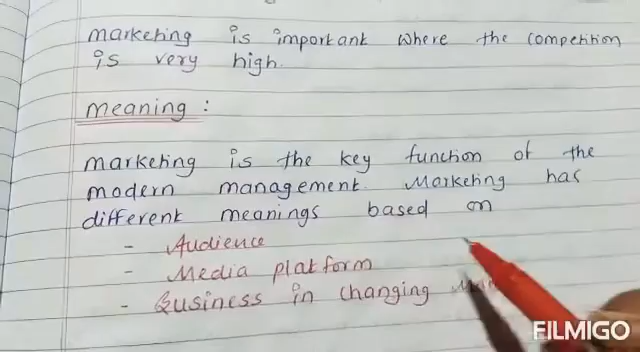 marketing is important where the competition
is very high.
meaning :
marketing is the key function of the
modern management. Marketing has
different meanings based on
- Audience
- Media platform
- Business in changing
FILMIGO